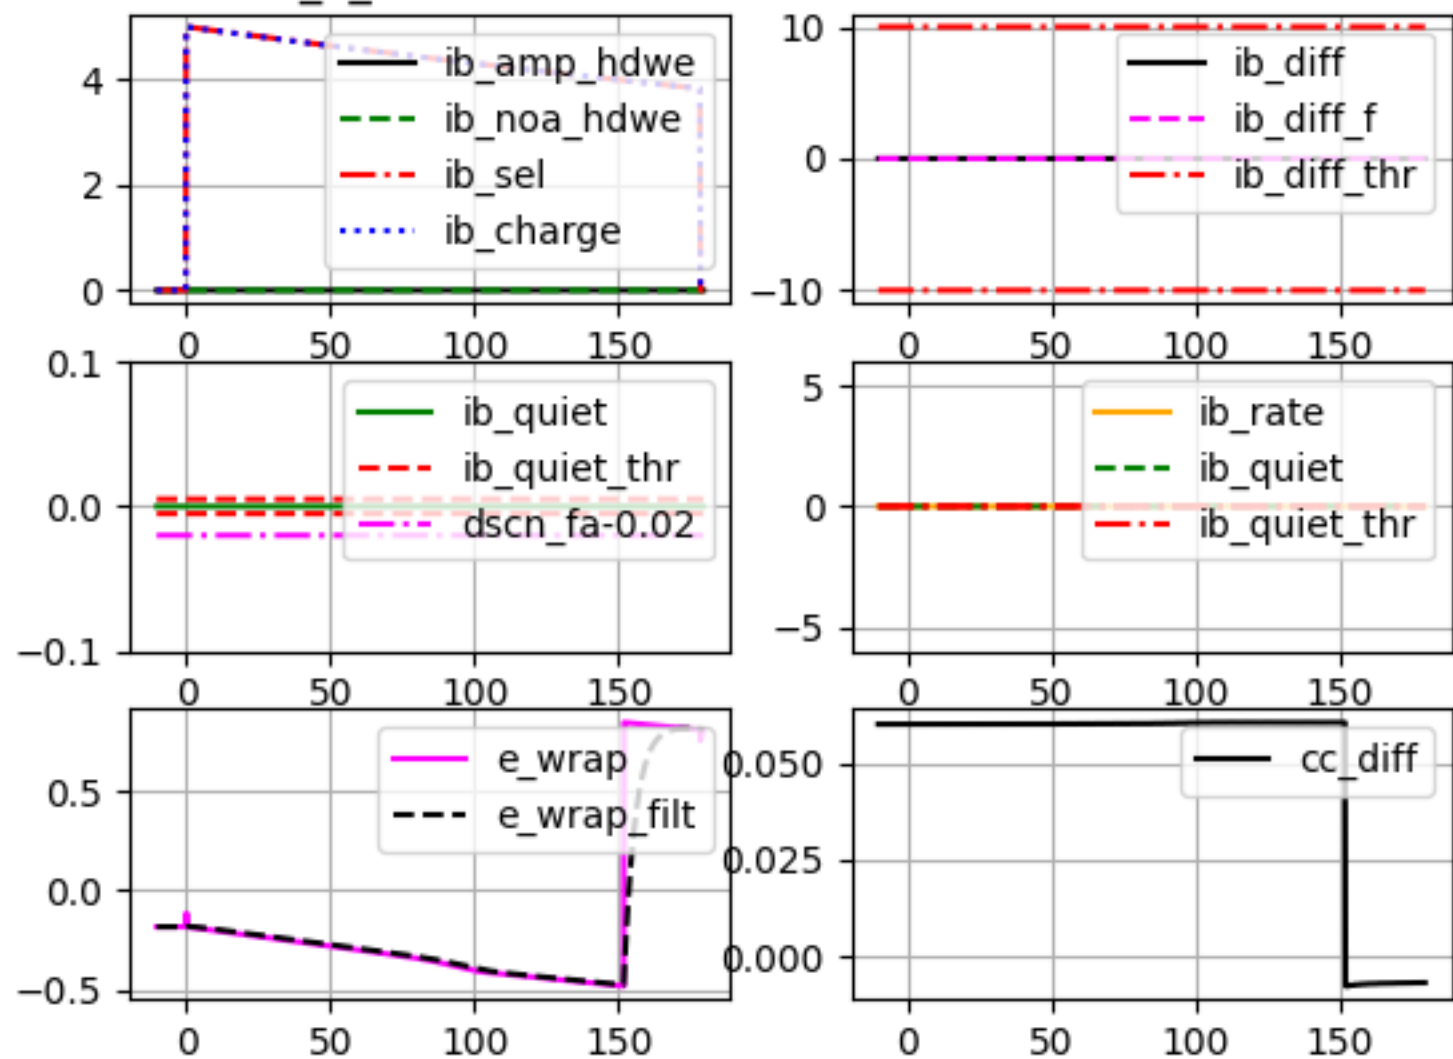 4
2
0
ib_amp_hdwe
ib_noa_hdwe
ib_sel
ib_charge
0 50 100 150
10
0
−10
ib_diff
ib_diff_f
ib_diff_thr
0 50 100 150
0.1
0.0
−0.1
ib_quiet
ib_quiet_thr
dscn_fa-0.02
0 50 100 150
5
0
−5
ib_rate
ib_quiet
ib_quiet_thr
0 50 100 150
0.5
0.0
−0.5
e_wrap
e_wrap_filt
0 50 100 150
0.050
0.025
0.000
cc_diff
0 50 100 150